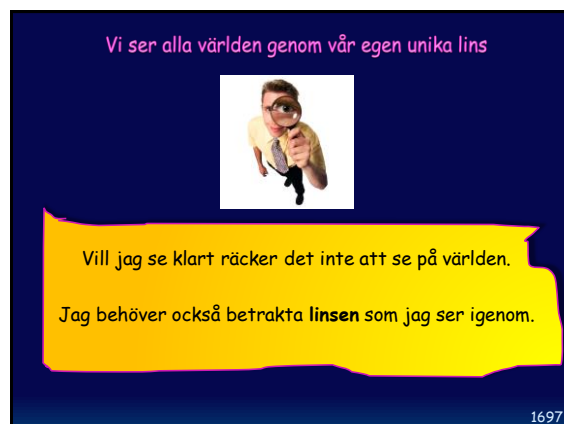 Vi ser alla världen genom vår egen unika lins
Vill jag se klart räcker det inte att se på världen.
Jag behöver också betrakta linsen som jag ser igenom.
1697